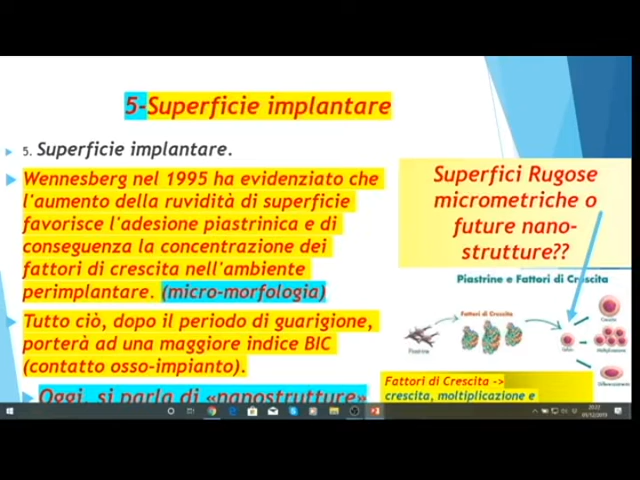 5-Superficie implantare
5. Superficie implantare.
Wennesberg nel 1995 ha evidenziato che
l'aumento della ruvidità di superficie
favorisce l'adesione piastrinica e di
conseguenza la concentrazione dei
fattori di crescita nell'ambiente
perimplantare. (micro-morfologia)
Tutto ciò, dopo il periodo di guarigione,
porterà ad una maggiore indice BIC
(contatto osso-impianto).
Oggi, si parla di «nanostrutture»
Superfici Rugose
micrometriche o
future nano-
strutture??
Piastrine e Fattori di Crescita
Fattori di Crescita
Piastrine
Crescita
Moltiplicazione
Differenziazione
Fattori di Crescita ->
crescita, moltiplicazione e